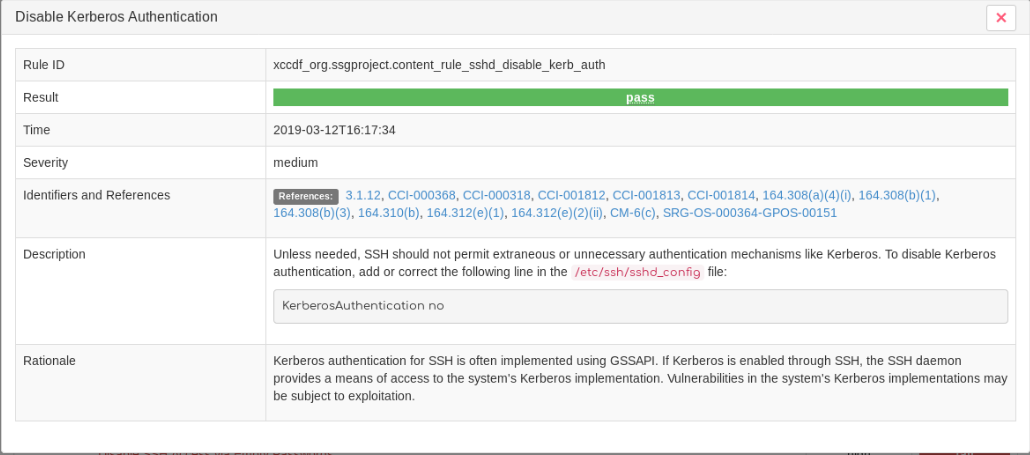 Disable Kerberos Authentication
Rule ID xccdf_org.ssgproject.content_rule_sshd_disable_kerb_auth
Result pass
Time 2019-03-12T16:17:34
Severity medium
Identifiers and References References: 3.1.12, CCI-000368, CCI-000318, CCI-001812, CCI-001813, CCI-001814, 164.308(a)(4)(i), 164.308(b)(1),
164.308(b)(3), 164.310(b), 164.312(e)(1), 164.312(e)(2)(ii), CM-6(c), SRG-OS-000364-GPOS-00151
Description Unless needed, SSH should not permit extraneous or unnecessary authentication mechanisms like Kerberos. To disable Kerberos
authentication, add or correct the following line in the /etc/ssh/sshd_config file:
KerberosAuthentication no
Rationale Kerberos authentication for SSH is often implemented using GSSAPI. If Kerberos is enabled through SSH, the SSH daemon
provides a means of access to the system's Kerberos implementation. Vulnerabilities in the system's Kerberos implementations may
be subject to exploitation.